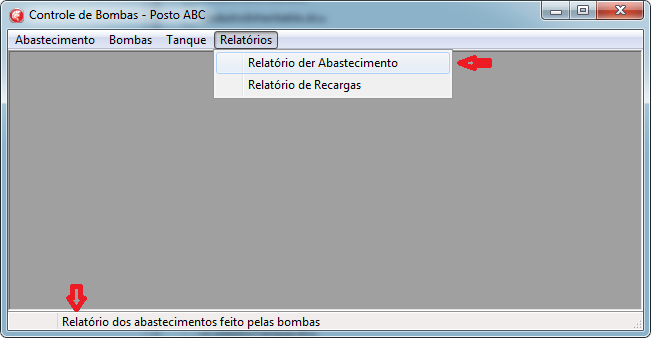 Controle de Bombas - Posto ABC
Abastecimento Bombas Tanque Relatórios
Relatório der Abastecimento
Relatório de Recargas
Relatório dos abastecimentos feito pelas bombas